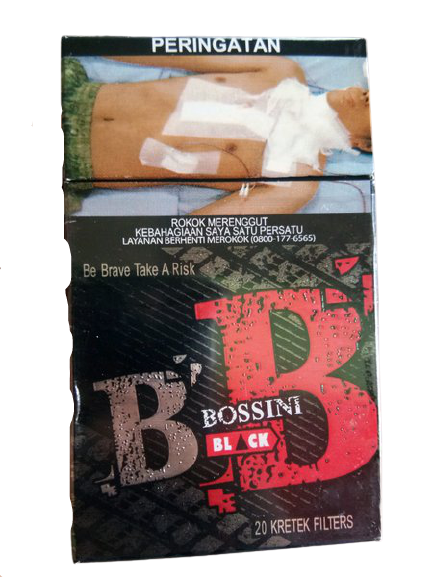 PERINGATAN
ROKOK MERENGGUT
KEBAHAGIAAN SAYA SATU PERSATU
LAYANAN BERHENTI MEROKOK (0800-177-6565)
Be Brave Take A Risk
B B
BOSSINI
BLACK
20 KRETEK FILTERS